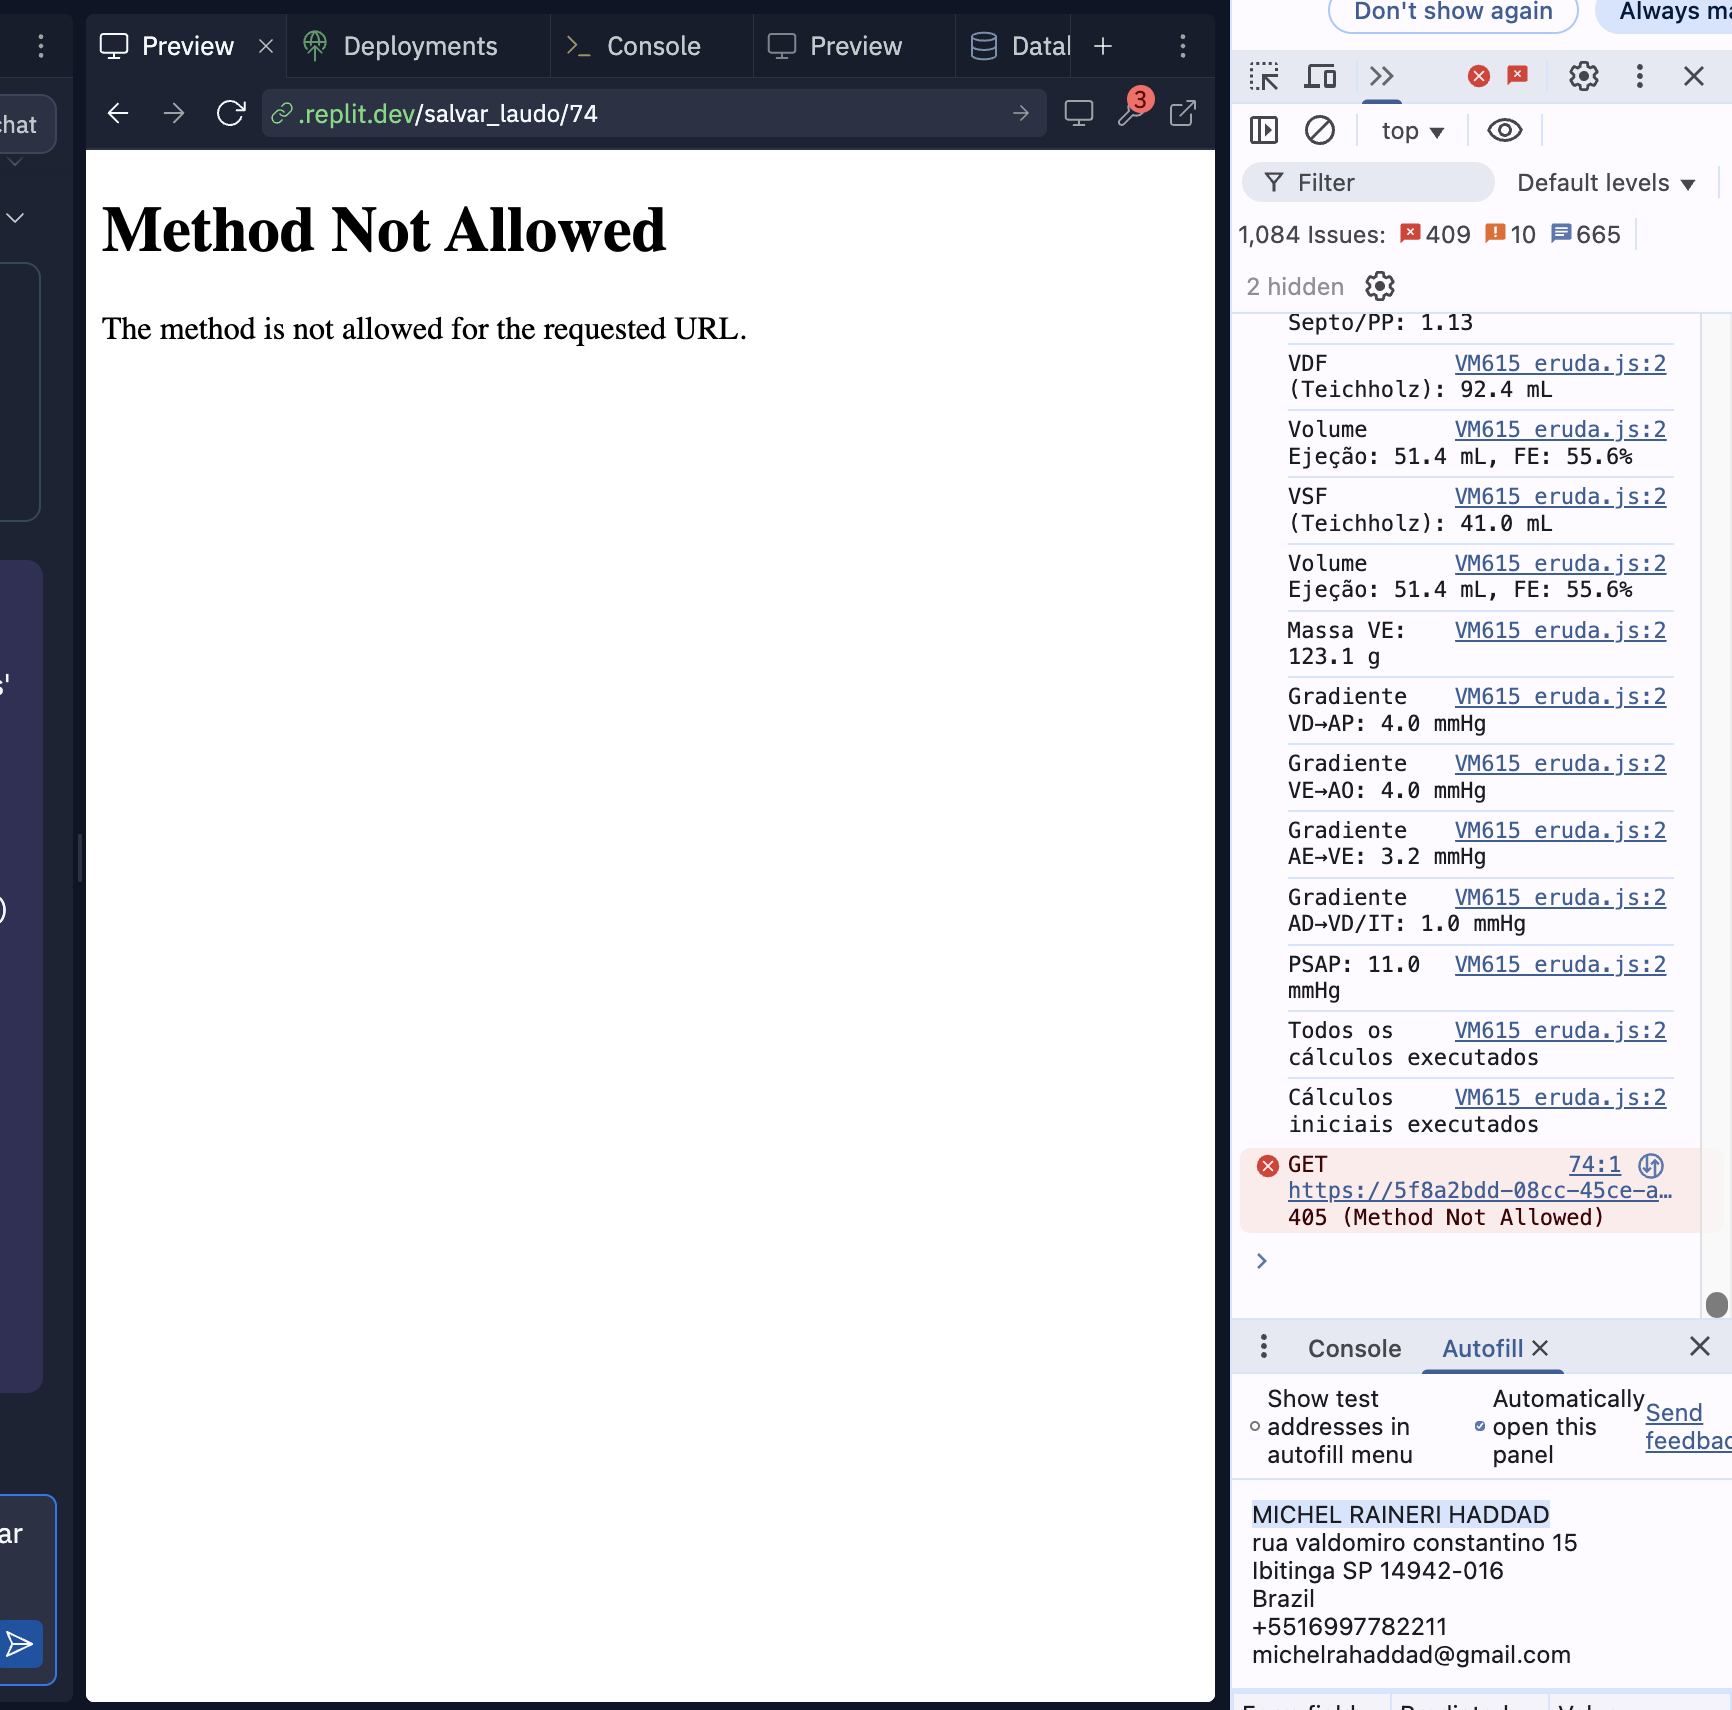 hat
s'
)
ar
Preview
Deployments
Console
Preview
Datal
3
.replit.dev/salvar_laudo/74
Method Not Allowed
The method is not allowed for the requested URL.
Don't show again
Always ma
top
Filter
Default levels
1,084 Issues: 409 10 665
2 hidden
Septo/PP: 1.13
VDF VM615 eruda.js:2
(Teichholz): 92.4 mL
Volume VM615 eruda.js:2
Ejeção: 51.4 mL, FE: 55.6%
VSF VM615 eruda.js:2
(Teichholz): 41.0 mL
Volume VM615 eruda.js:2
Ejeção: 51.4 mL, FE: 55.6%
Massa VE: VM615 eruda.js:2
123.1 g
Gradiente VM615 eruda.js:2
VD→AP: 4.0 mmHg
Gradiente VM615 eruda.js:2
VE→AO: 4.0 mmHg
Gradiente VM615 eruda.js:2
AE→VE: 3.2 mmHg
Gradiente VM615 eruda.js:2
AD→VD/IT: 1.0 mmHg
PSAP: 11.0 VM615 eruda.js:2
mmHg
Todos os VM615 eruda.js:2
cálculos executados
Cálculos VM615 eruda.js:2
iniciais executados
GET 74:1
https://5f8a2bdd-08cc-45ce-a…
405 (Method Not Allowed)
Console
Autofill
Show test
addresses in
autofill menu
Automatically
open this
panel
Send
feedbac
MICHEL RAINERI HADDAD
rua valdomiro constantino 15
Ibitinga SP 14942-016
Brazil
+5516997782211
michelrahaddad@gmail.com